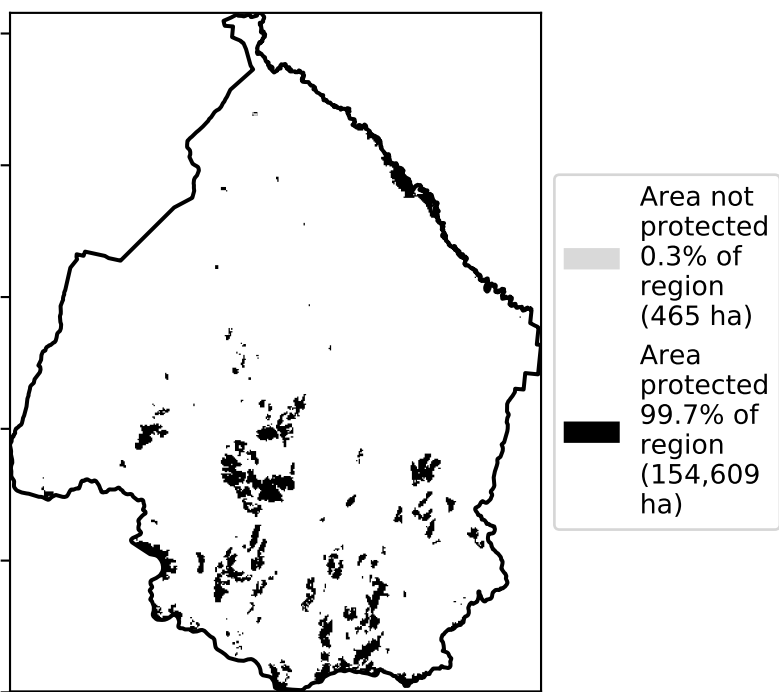 Area not
protected
0.3% of
region
(465 ha)
Area
protected
99.7% of
region
(154,609
ha)